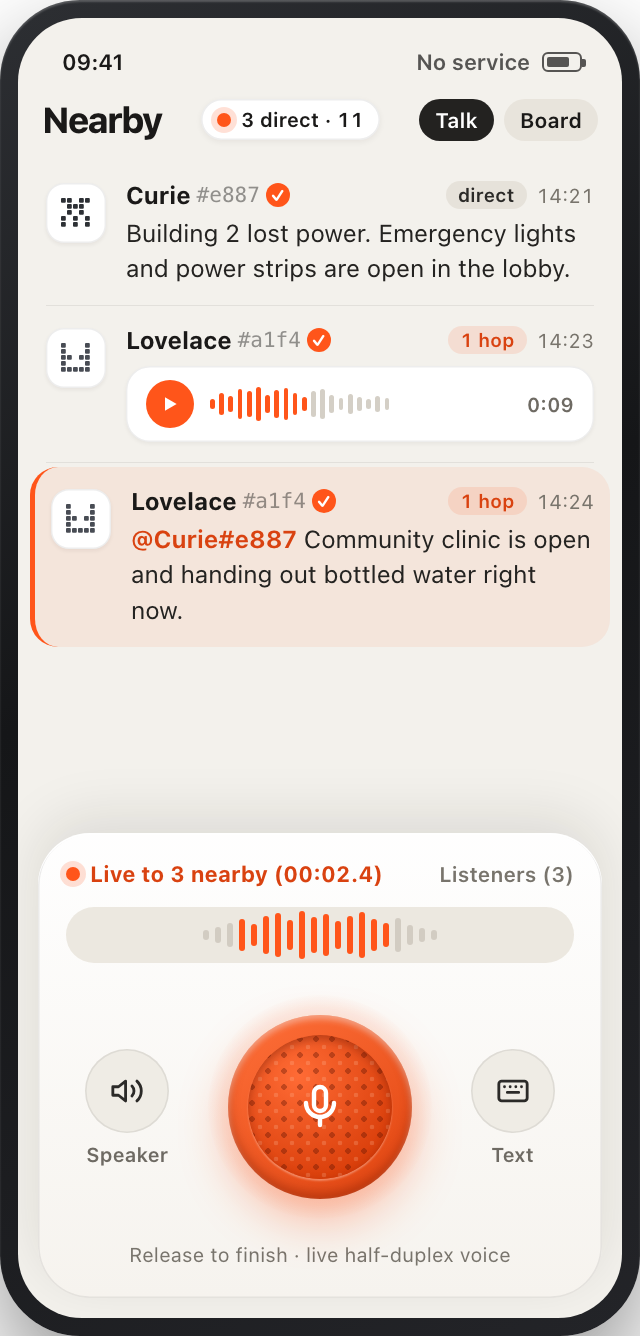 09:41
No service
Nearby
3 direct · 11
Talk
Board
Curie #e887
direct
14:21
Building 2 lost power. Emergency lights
and power strips are open in the lobby.
Lovelace #a1f4
1 hop
14:23
0:09
Lovelace #a1f4
1 hop
14:24
@Curie#e887 Community clinic is open
and handing out bottled water right
now.
Live to 3 nearby (00:02.4)
Listeners (3)
Speaker
Text
Release to finish · live half-duplex voice